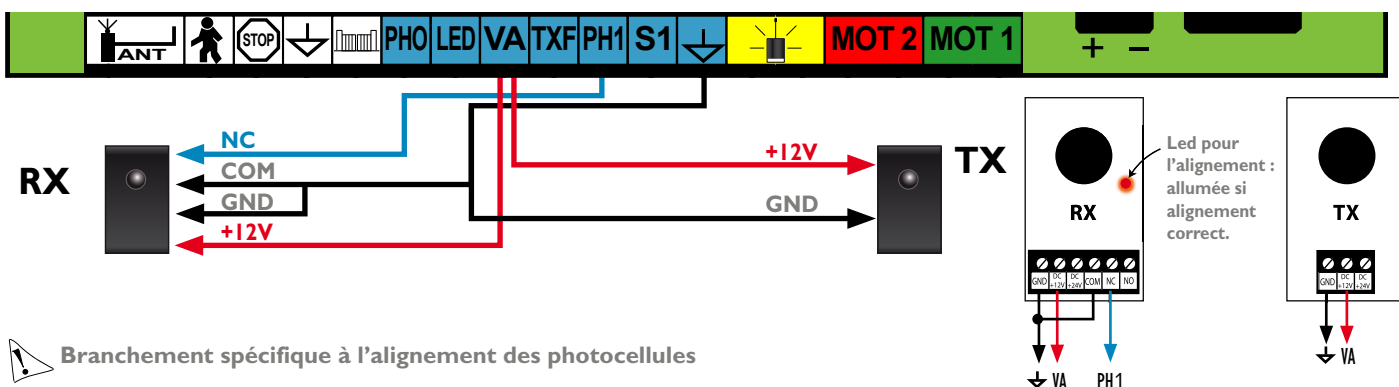 ANT STOP PHO LED VA TXF PH1 S1 MOT 2 MOT 1 + −
RX
NC
COM
GND
+12V
+12V
GND
TX
RX
GND DC +12V DC +24V COM NC NO
VA PH1
Led pour
l’alignement :
allumée si
alignement
correct.
TX
GND DC +12V DC +24V
VA
! Branchement spécifique à l’alignement des photocellules